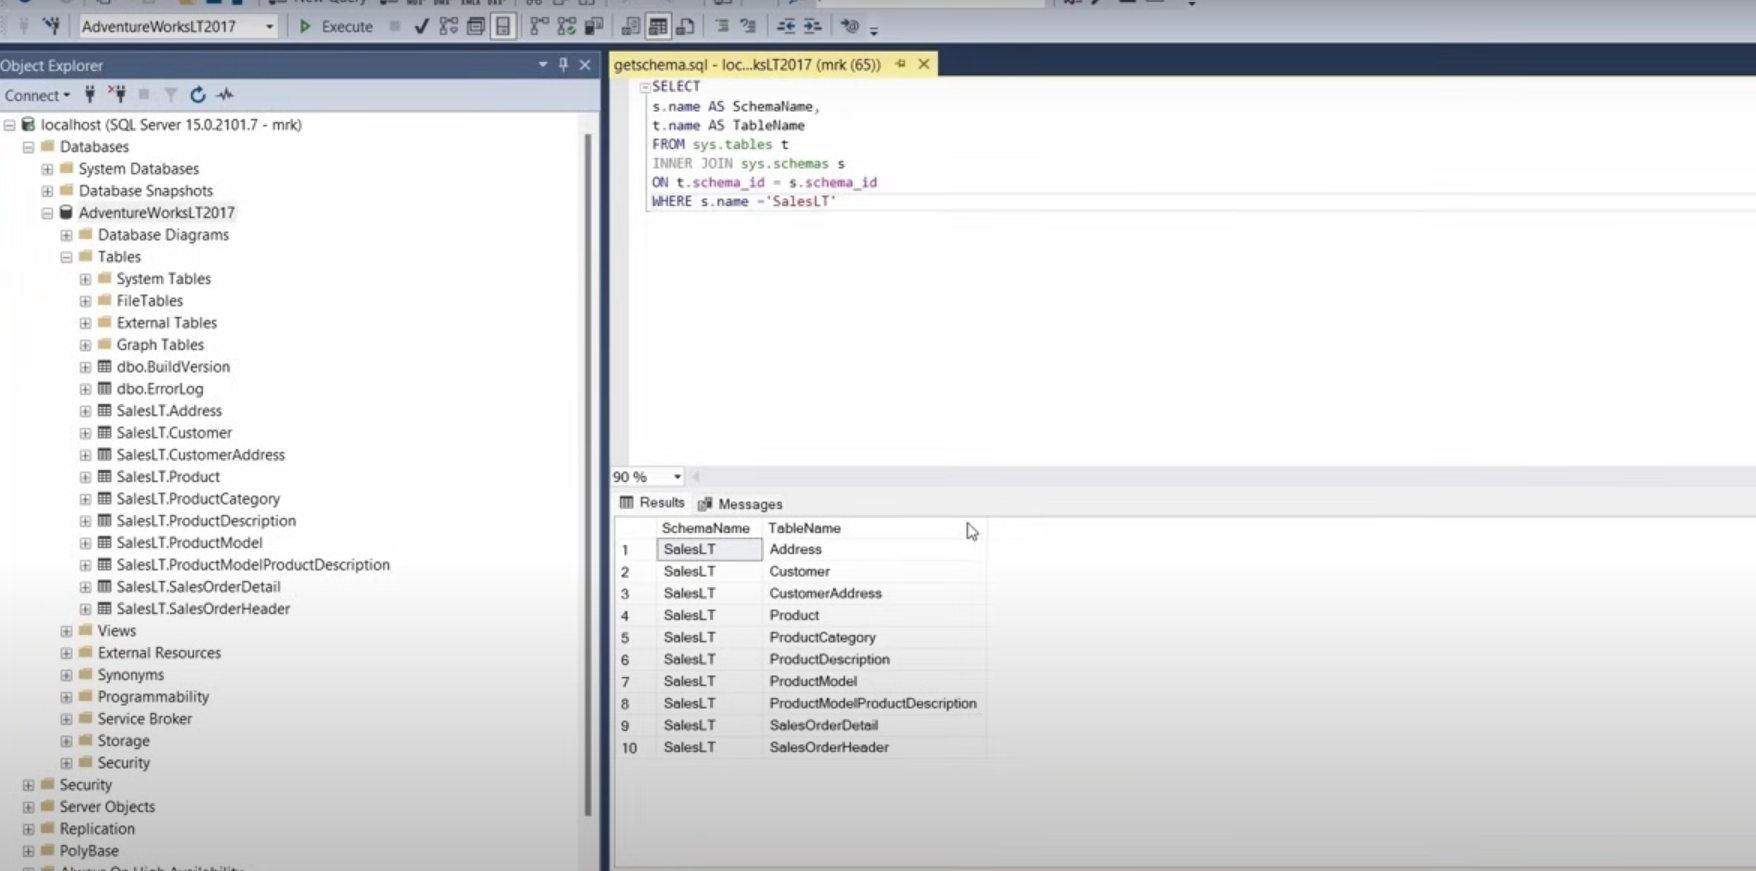 New Query
AdventureWorksLT2017
Execute
Object Explorer
Connect
localhost (SQL Server 15.0.2101.7 - mrk)
Databases
System Databases
Database Snapshots
AdventureWorksLT2017
Database Diagrams
Tables
System Tables
FileTables
External Tables
Graph Tables
dbo.BuildVersion
dbo.ErrorLog
SalesLT.Address
SalesLT.Customer
SalesLT.CustomerAddress
SalesLT.Product
SalesLT.ProductCategory
SalesLT.ProductDescription
SalesLT.ProductModel
SalesLT.ProductModelProductDescription
SalesLT.SalesOrderDetail
SalesLT.SalesOrderHeader
Views
External Resources
Synonyms
Programmability
Service Broker
Storage
Security
Security
Server Objects
Replication
PolyBase
Always On High Availability
getschema.sql - loc...ksLT2017 (mrk (65))
SELECT
s.name AS SchemaName,
t.name AS TableName
FROM sys.tables t
INNER JOIN sys.schemas s
ON t.schema_id = s.schema_id
WHERE s.name ='SalesLT'
90 %
Results Messages
SchemaName TableName
1 SalesLT Address
2 SalesLT Customer
3 SalesLT CustomerAddress
4 SalesLT Product
5 SalesLT ProductCategory
6 SalesLT ProductDescription
7 SalesLT ProductModel
8 SalesLT ProductModelProductDescription
9 SalesLT SalesOrderDetail
10 SalesLT SalesOrderHeader